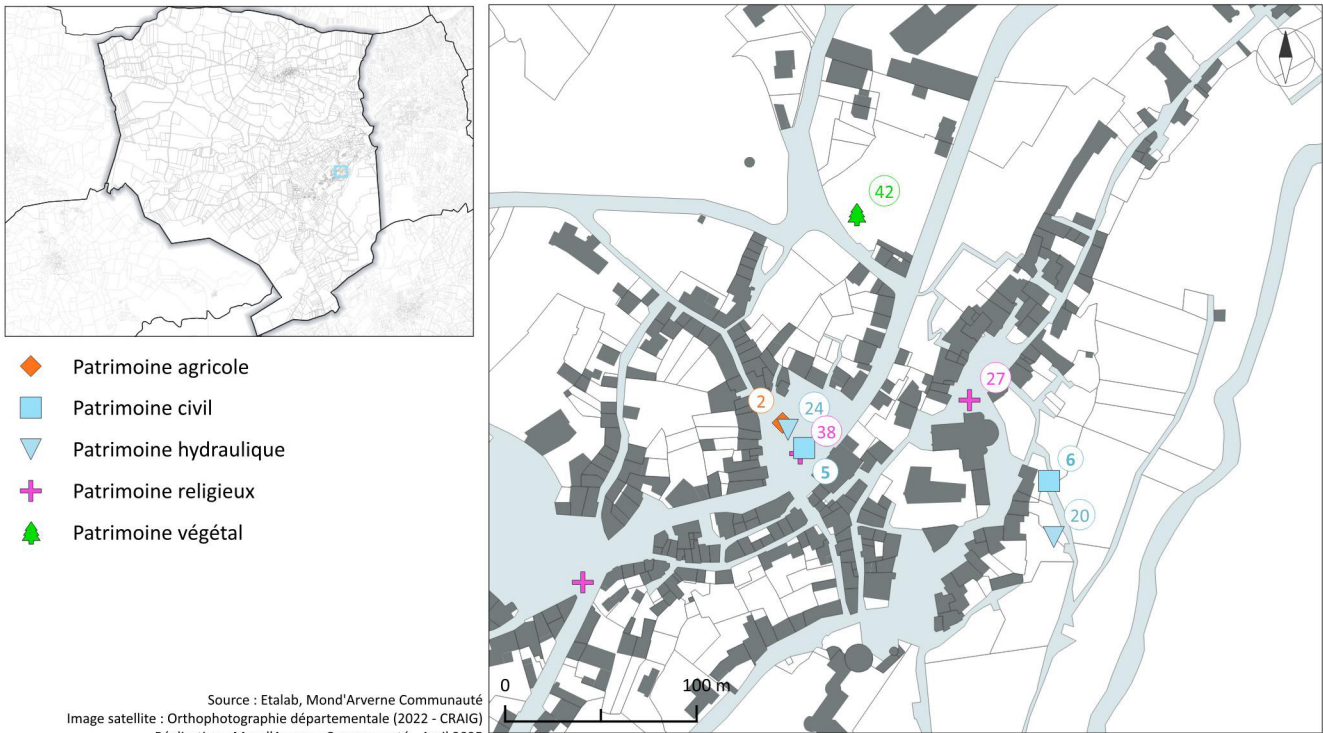 Patrimoine agricole
Patrimoine civil
Patrimoine hydraulique
Patrimoine religieux
Patrimoine végétal
Source : Etalab, Mond'Arverne Communauté
Image satellite : Orthophotographie départementale (2022 - CRAIG)
42
27
2
24
38
5
6
20
0
100 m